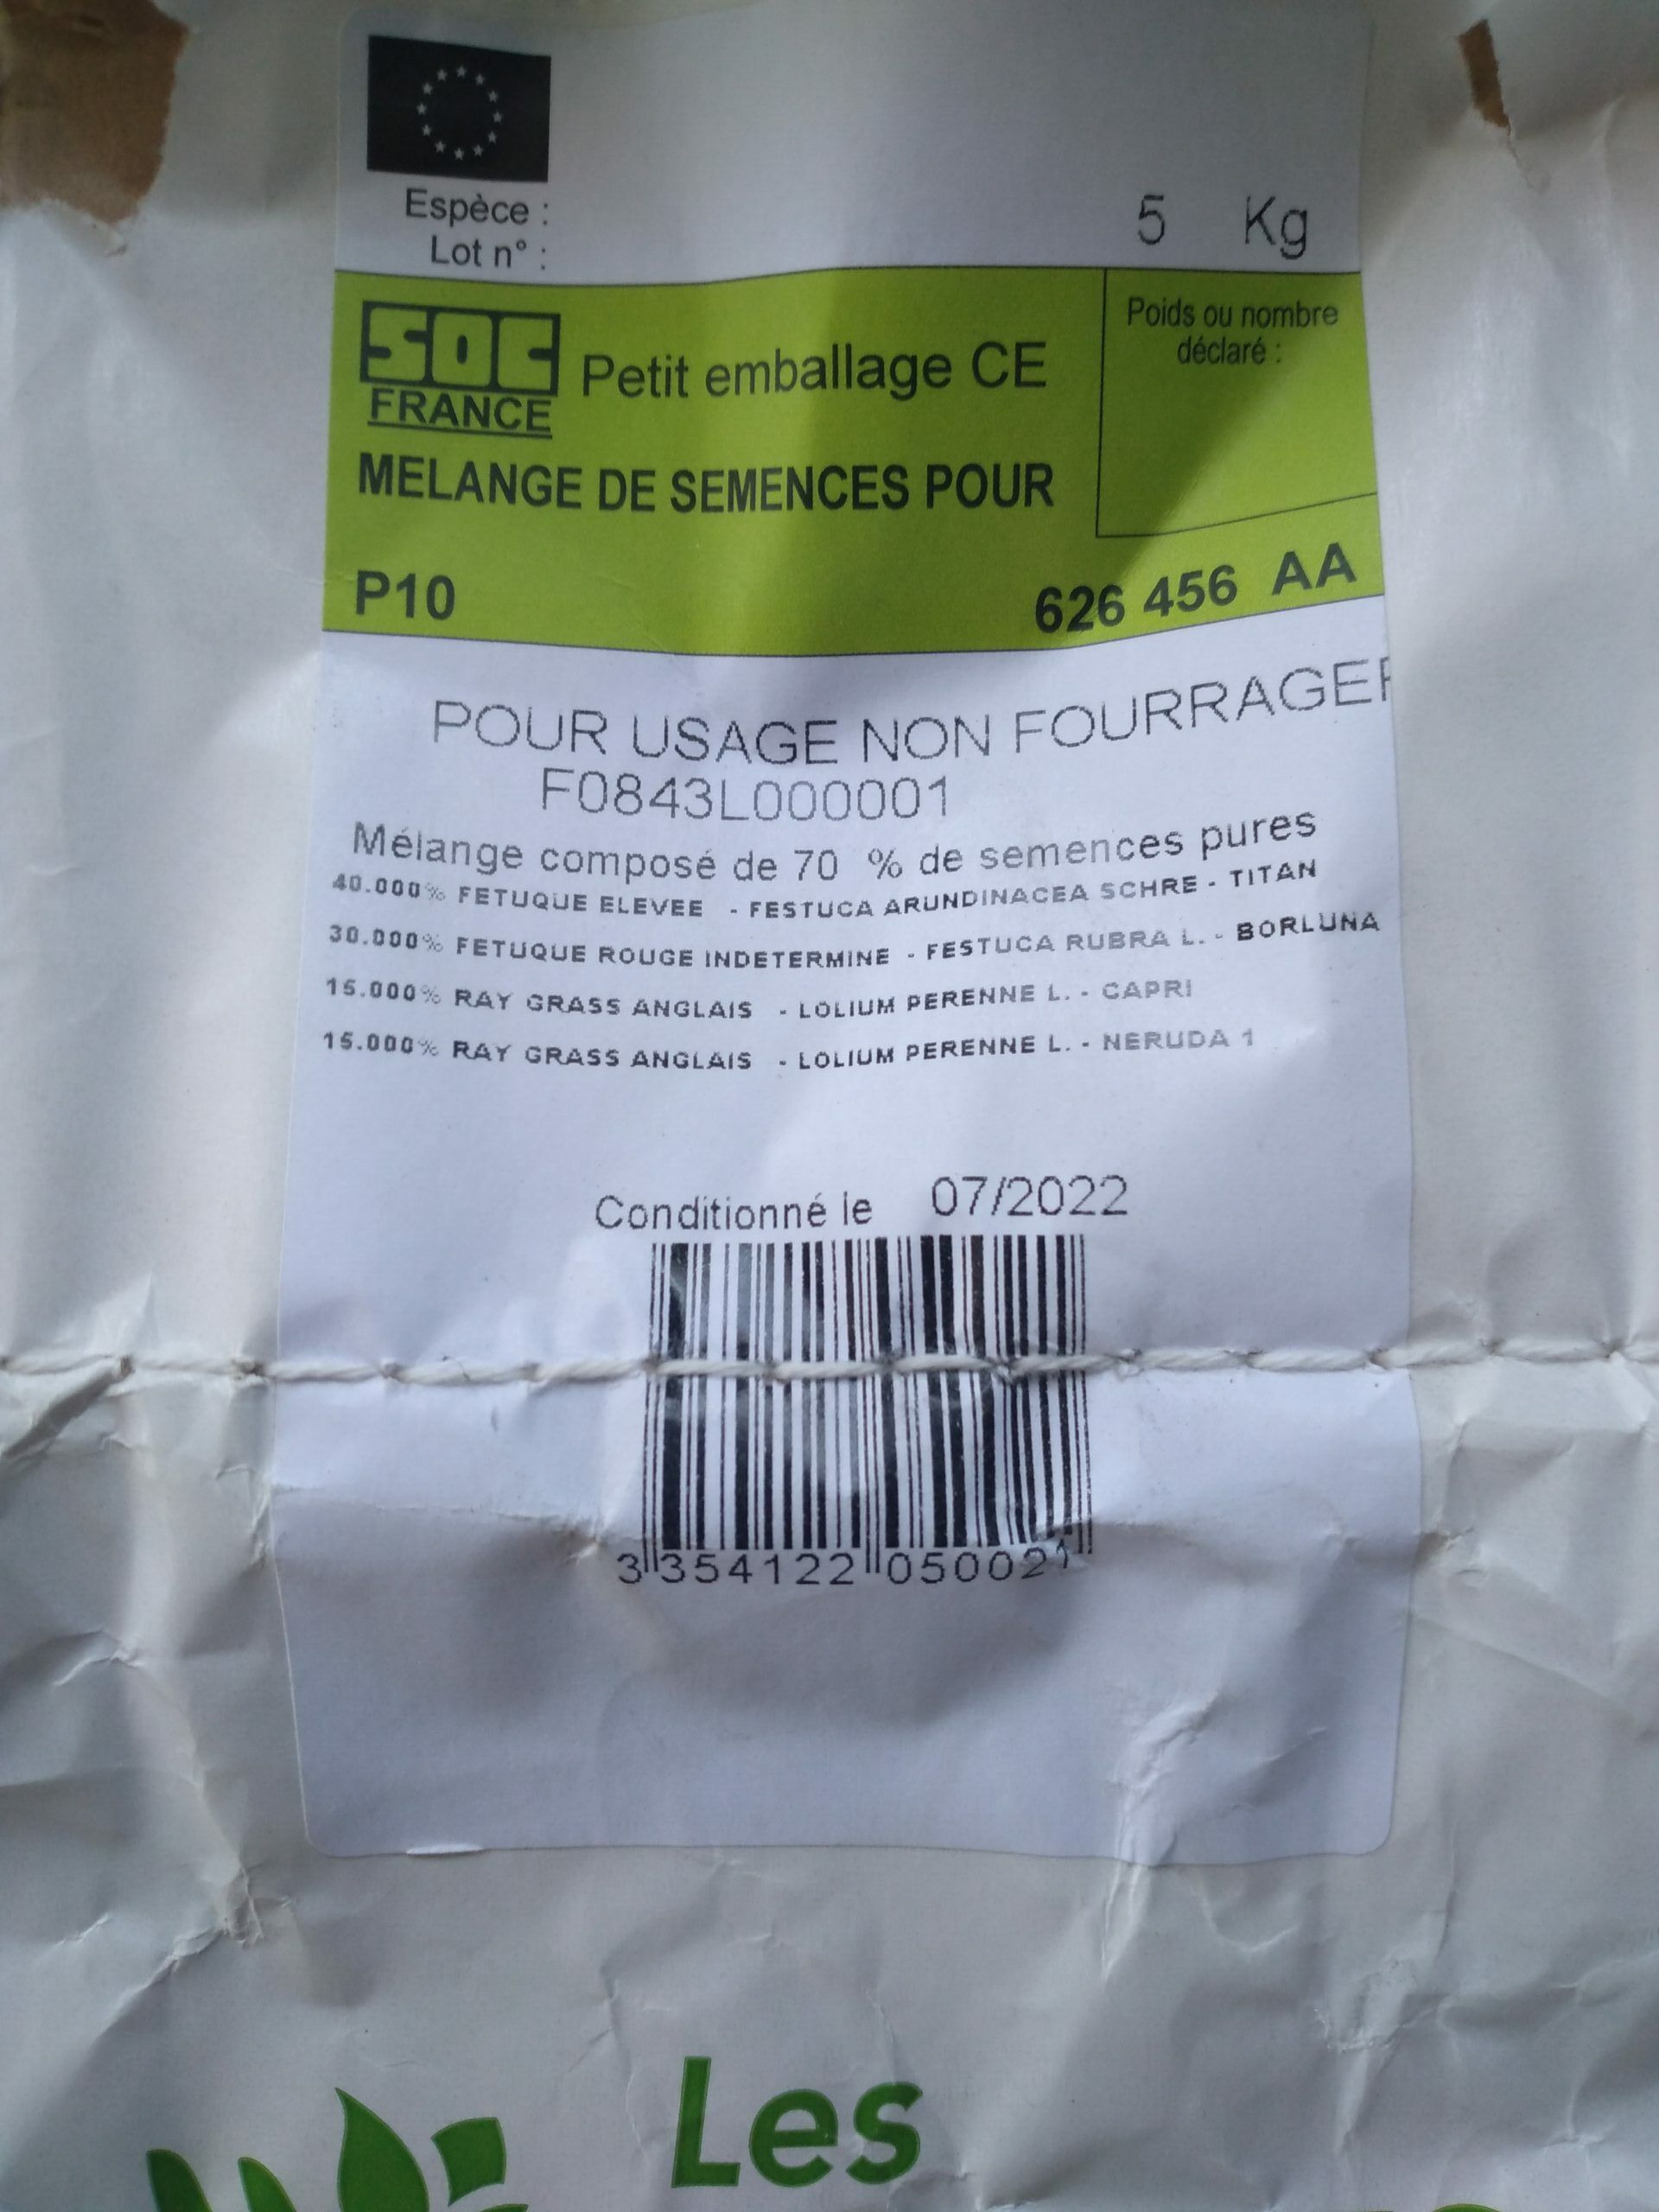 Espèce :
Lot n° :
5 Kg
SOC
FRANCE
Petit emballage CE
Poids ou nombre
déclaré :
MELANGE DE SEMENCES POUR
P10
626 456 AA
POUR USAGE NON FOURRAGER
F0843L000001
Mélange composé de 70 % de semences pures
40.000% FETUQUE ELEVEE - FESTUCA ARUNDINACEA SCHRE - TITAN
30.000% FETUQUE ROUGE INDETERMINE - FESTUCA RUBRA L. - BORLUNA
15.000% RAY GRASS ANGLAIS - LOLIUM PERENNE L. - CAPRI
15.000% RAY GRASS ANGLAIS - LOLIUM PERENNE L. - NERUDA 1
Conditionné le 07/2022
3 354122 050021
Les